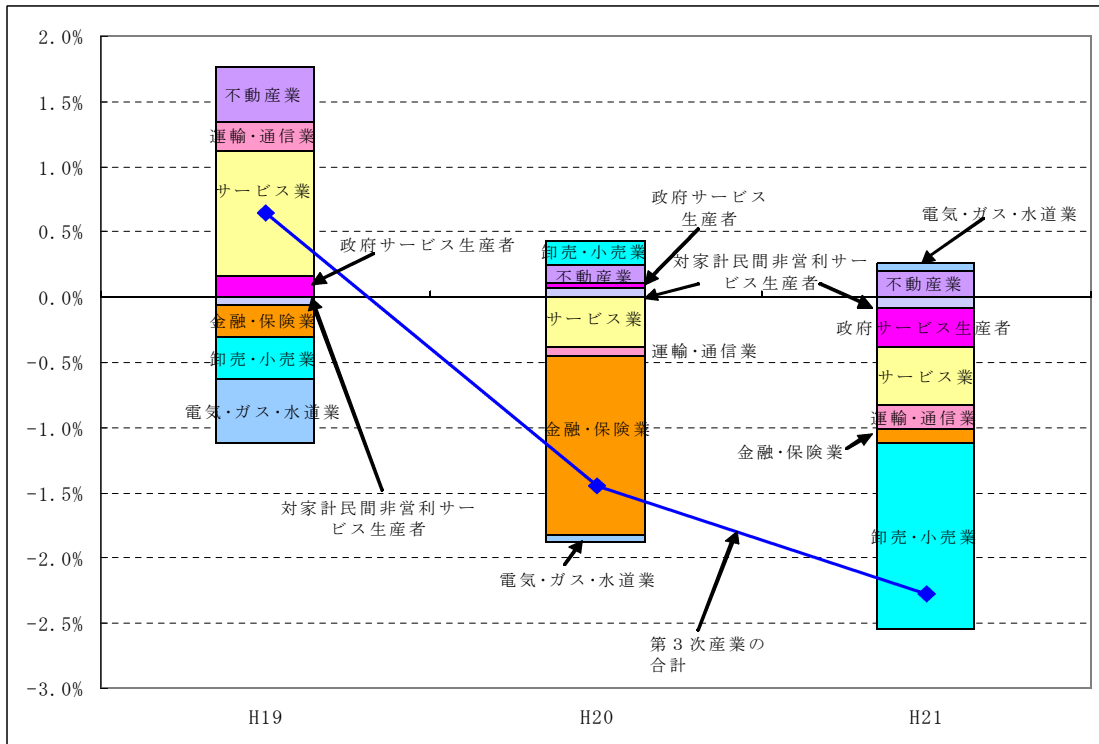 2.0%
1.5%
1.0%
0.5%
0.0%
-0.5%
-1.0%
-1.5%
-2.0%
-2.5%
-3.0%
不動産業
運輸・通信業
サービス業
政府サービス生産者
金融・保険業
卸売・小売業
電気・ガス・水道業
対家計民間非営利サー
ビス生産者
政府サービス
生産者
卸売・小売業
不動産業
対家計民間非営利サー
ビス生産者
サービス業
運輸・通信業
金融・保険業
電気・ガス・水道業
第３次産業の
合計
電気・ガス・水道業
不動産業
政府サービス生産者
サービス業
運輸・通信業
金融・保険業
卸売・小売業
H19
H20
H21